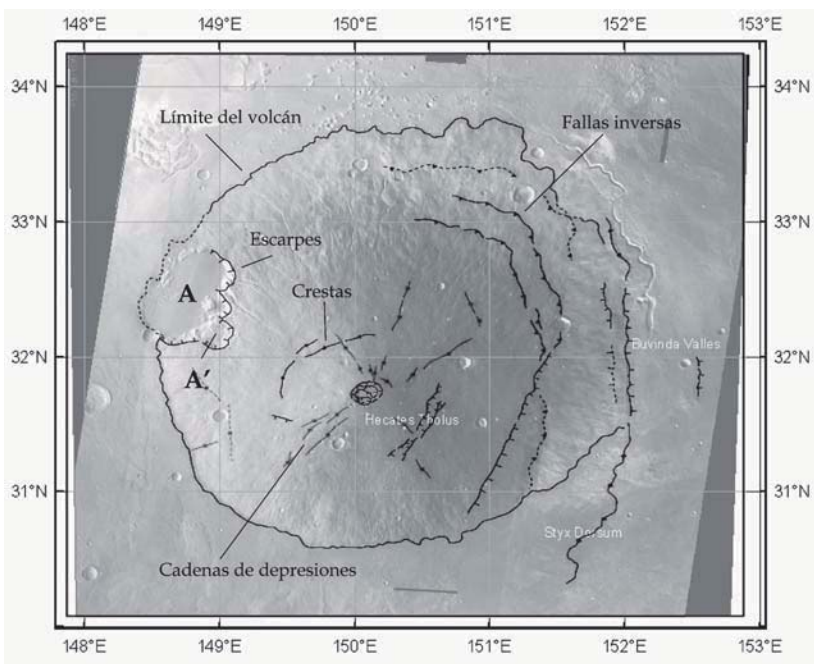 148°E 149°E 150°E 151°E 152°E 153°E
34°N 34°N
Límite del volcán
Fallas inversas
33°N 33°N
Escarpes
A
Crestas
32°N 32°N
Buvinda Valles
A´
Hecates Tholus
31°N 31°N
Styx Dorsum
Cadenas de depresiones
148°E 149°E 150°E 151°E 152°E 153°E